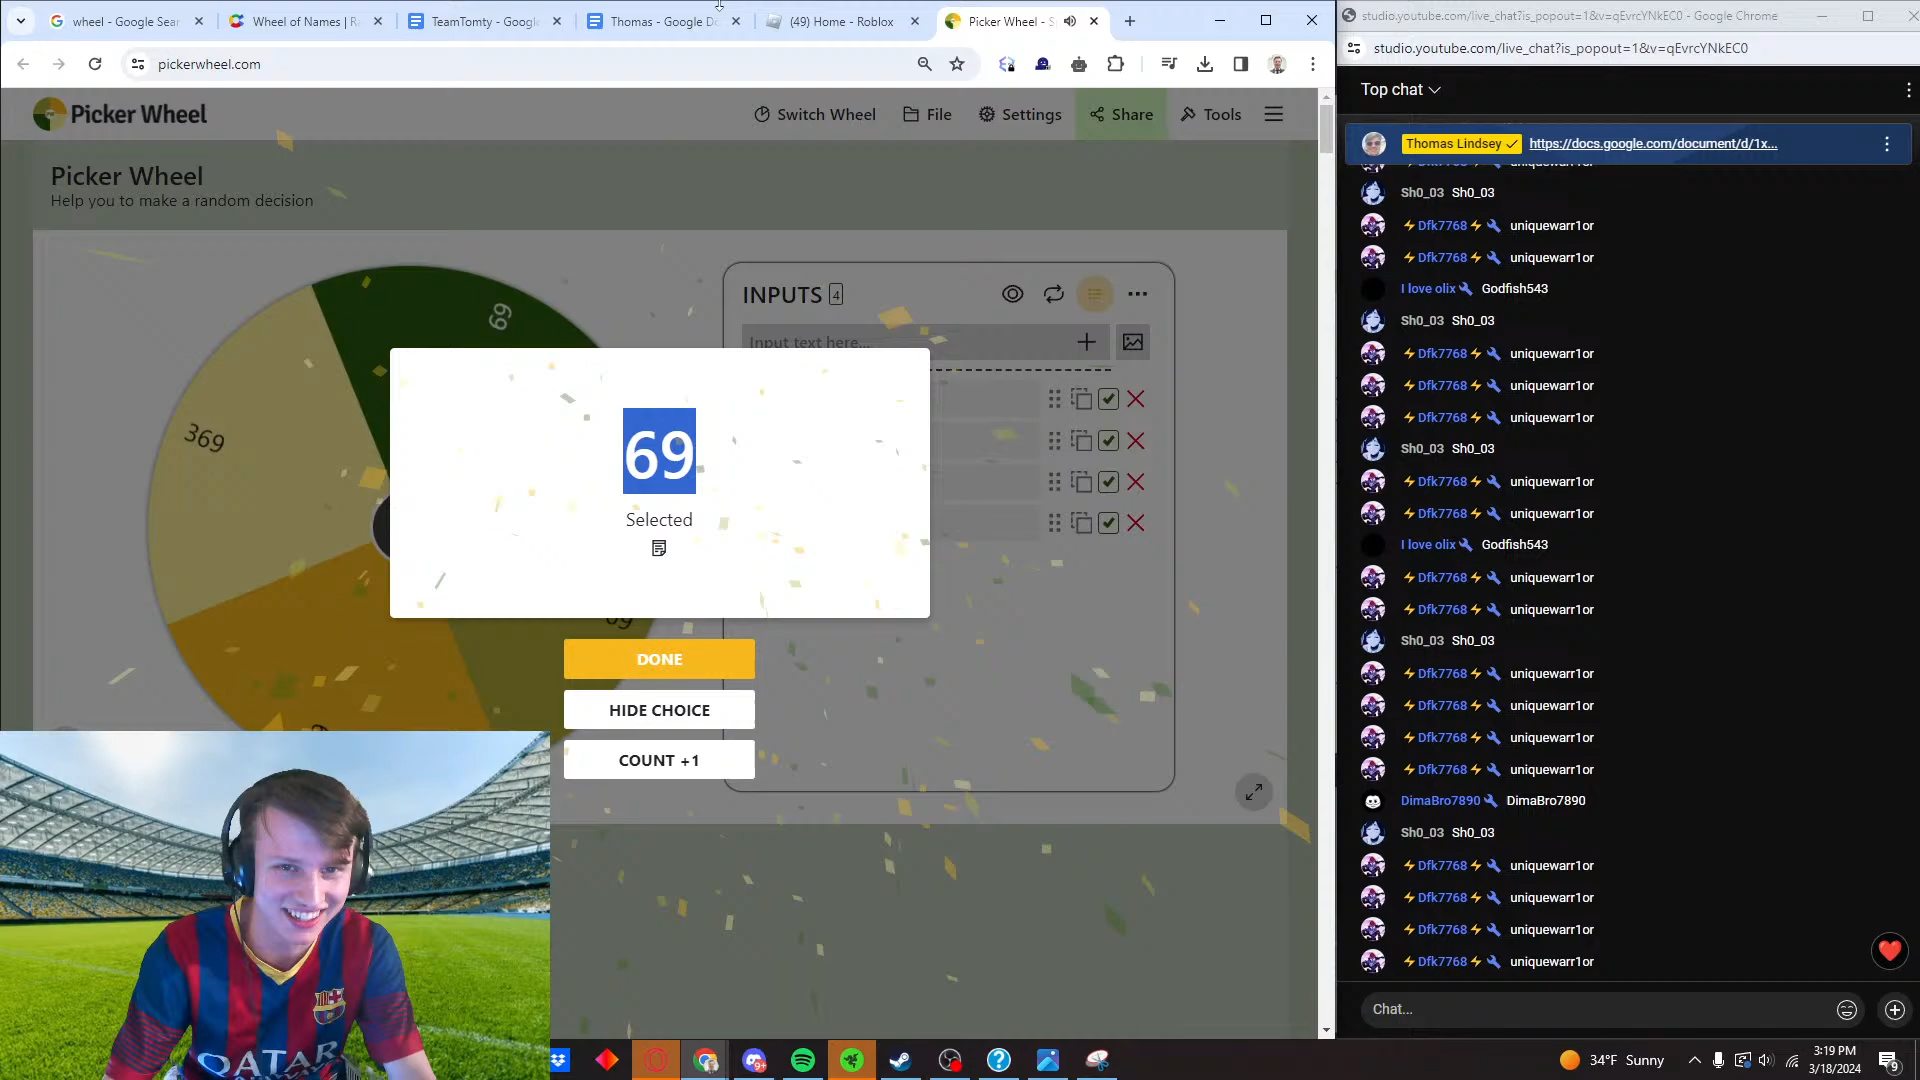 wheel - Google Sear
Wheel of Names | R
TeamTomty - Google
Thomas - Google Do
(49) Home - Roblox
Picker Wheel - S
pickerwheel.com
Picker Wheel
Switch Wheel
File
Settings
Share
Tools
Picker Wheel
Help you to make a random decision
69
369
INPUTS 4
Input text here...
69
Selected
69
DONE
HIDE CHOICE
COUNT +1
QATAR
studio.youtube.com/live_chat?is_popout=1&v=qEvrcYNkEC0 - Google Chrome
studio.youtube.com/live_chat?is_popout=1&v=qEvrcYNkEC0
Top chat
Thomas Lindsey https://docs.google.com/document/d/1x...
Sh0_03 Sh0_03
⚡Dfk7768⚡ uniquewarr1or
⚡Dfk7768⚡ uniquewarr1or
I love olix Godfish543
Sh0_03 Sh0_03
⚡Dfk7768⚡ uniquewarr1or
⚡Dfk7768⚡ uniquewarr1or
⚡Dfk7768⚡ uniquewarr1or
Sh0_03 Sh0_03
⚡Dfk7768⚡ uniquewarr1or
⚡Dfk7768⚡ uniquewarr1or
I love olix Godfish543
⚡Dfk7768⚡ uniquewarr1or
⚡Dfk7768⚡ uniquewarr1or
Sh0_03 Sh0_03
⚡Dfk7768⚡ uniquewarr1or
⚡Dfk7768⚡ uniquewarr1or
⚡Dfk7768⚡ uniquewarr1or
⚡Dfk7768⚡ uniquewarr1or
DimaBro7890 DimaBro7890
Sh0_03 Sh0_03
⚡Dfk7768⚡ uniquewarr1or
⚡Dfk7768⚡ uniquewarr1or
⚡Dfk7768⚡ uniquewarr1or
⚡Dfk7768⚡ uniquewarr1or
Chat...
9+
34°F Sunny
3:19 PM
3/18/2024
9